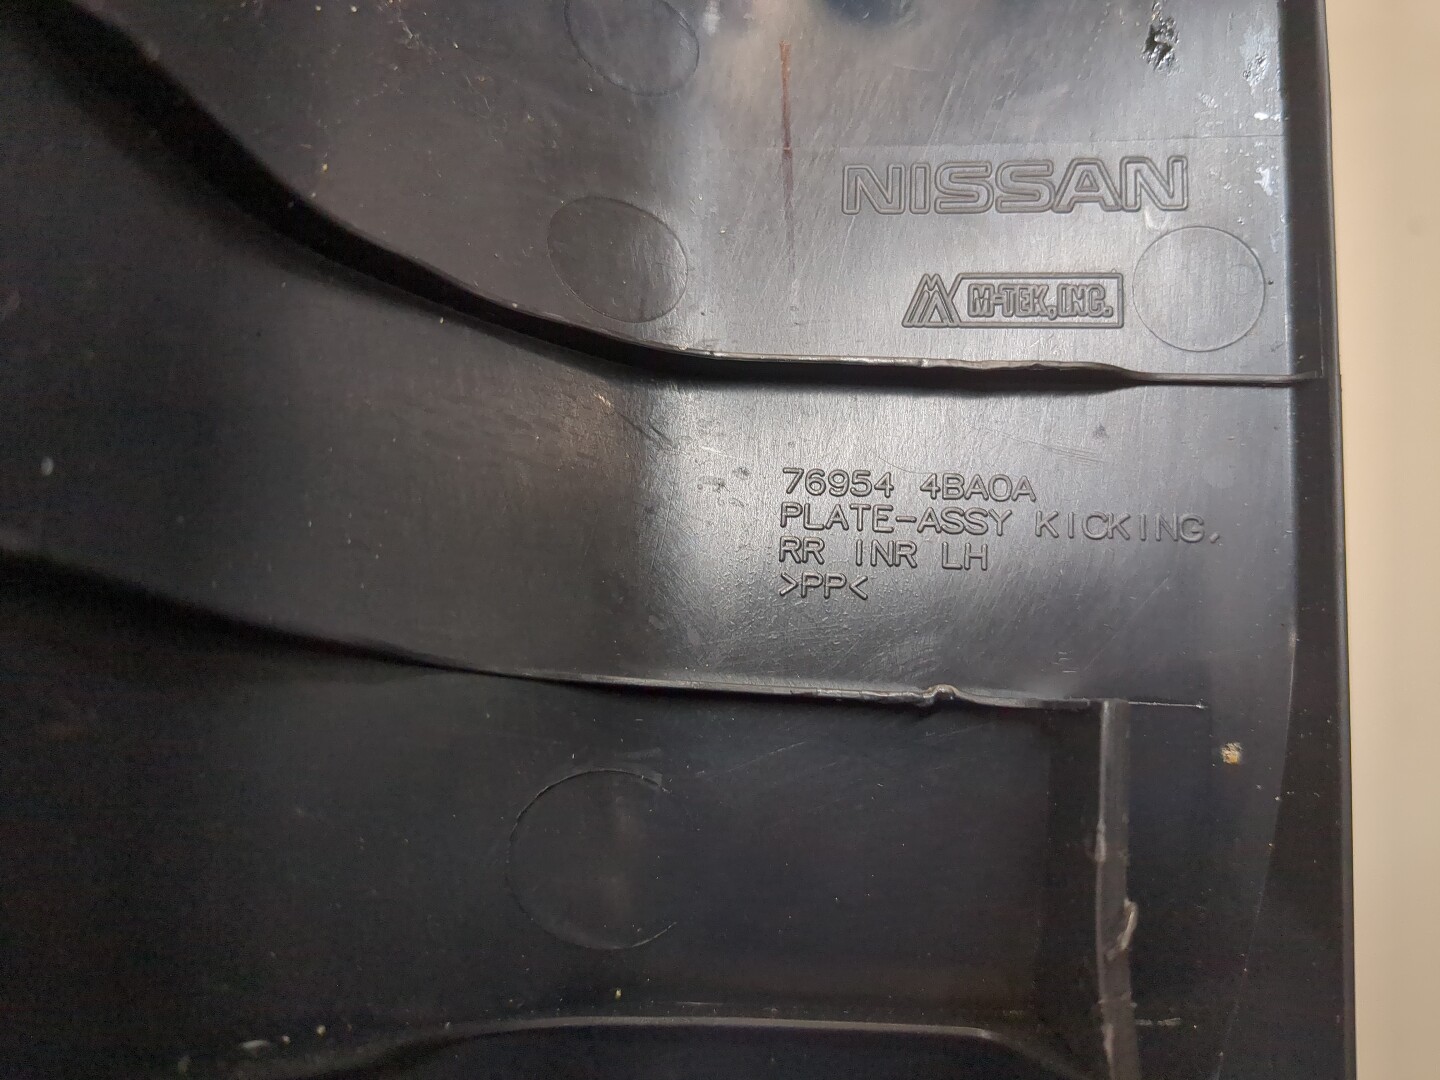 NISSAN
M-TEK, INC.
76954 4BA0A
PLATE-ASSY KICKING.
RR INR LH
>PP<